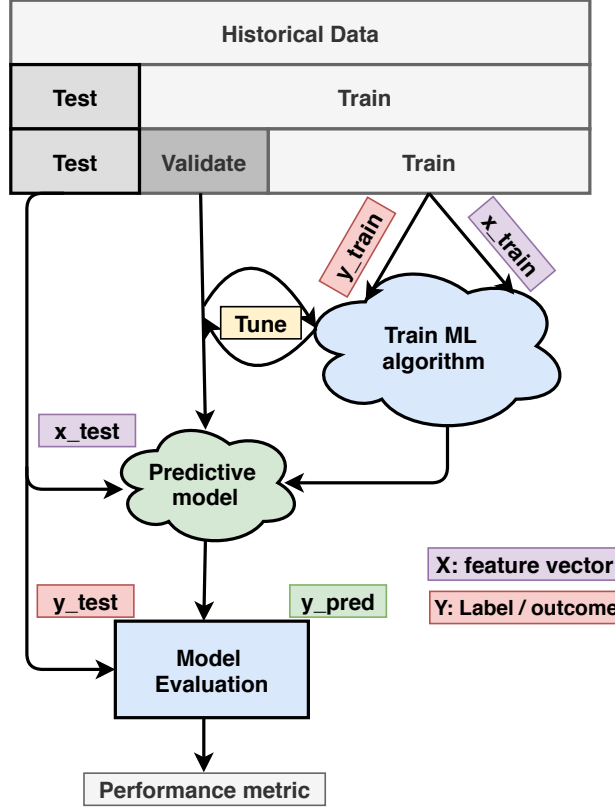 Historical Data
Test
Train
Test
Validate
Train
y_train
x_train
Tune
Train ML
algorithm
x_test
Predictive
model
X: feature vector
y_test
y_pred
Y: Label / outcome
Model
Evaluation
Performance metric